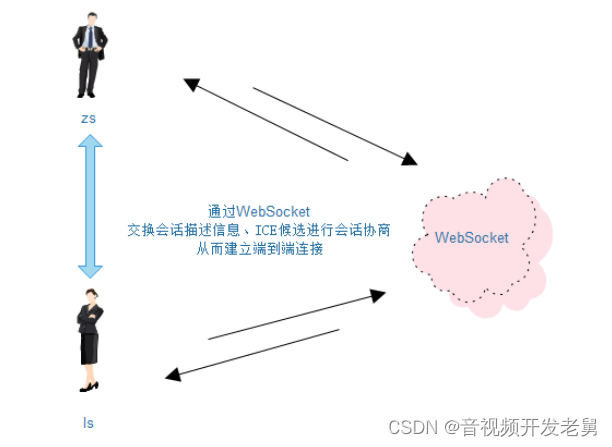 zs
通过WebSocket
交换会话描述信息、ICE候选进行会话协商
从而建立端到端连接
WebSocket
ls
CSDN @音视频开发老舅